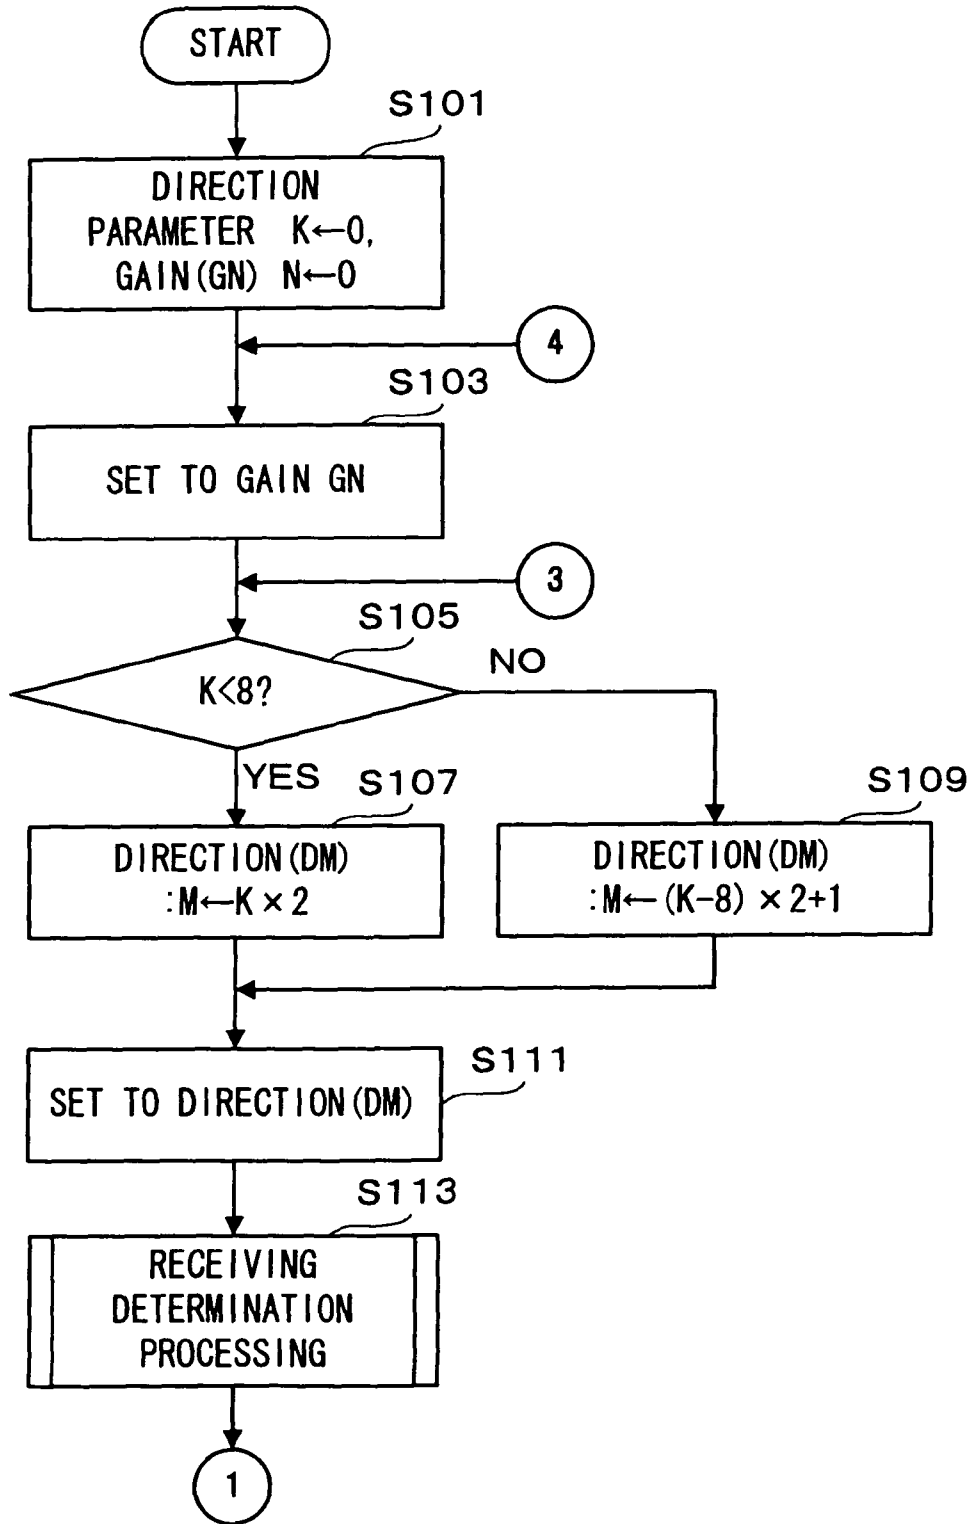 START
S101
DIRECTION
PARAMETER K←0,
GAIN(GN) N←0
4
S103
SET TO GAIN GN
3
S105
K<8?
NO
YES
S107
DIRECTION(DM)
:M←K×2
S109
DIRECTION(DM)
:M←(K-8)×2+1
S111
SET TO DIRECTION(DM)
S113
RECEIVING
DETERMINATION
PROCESSING
1